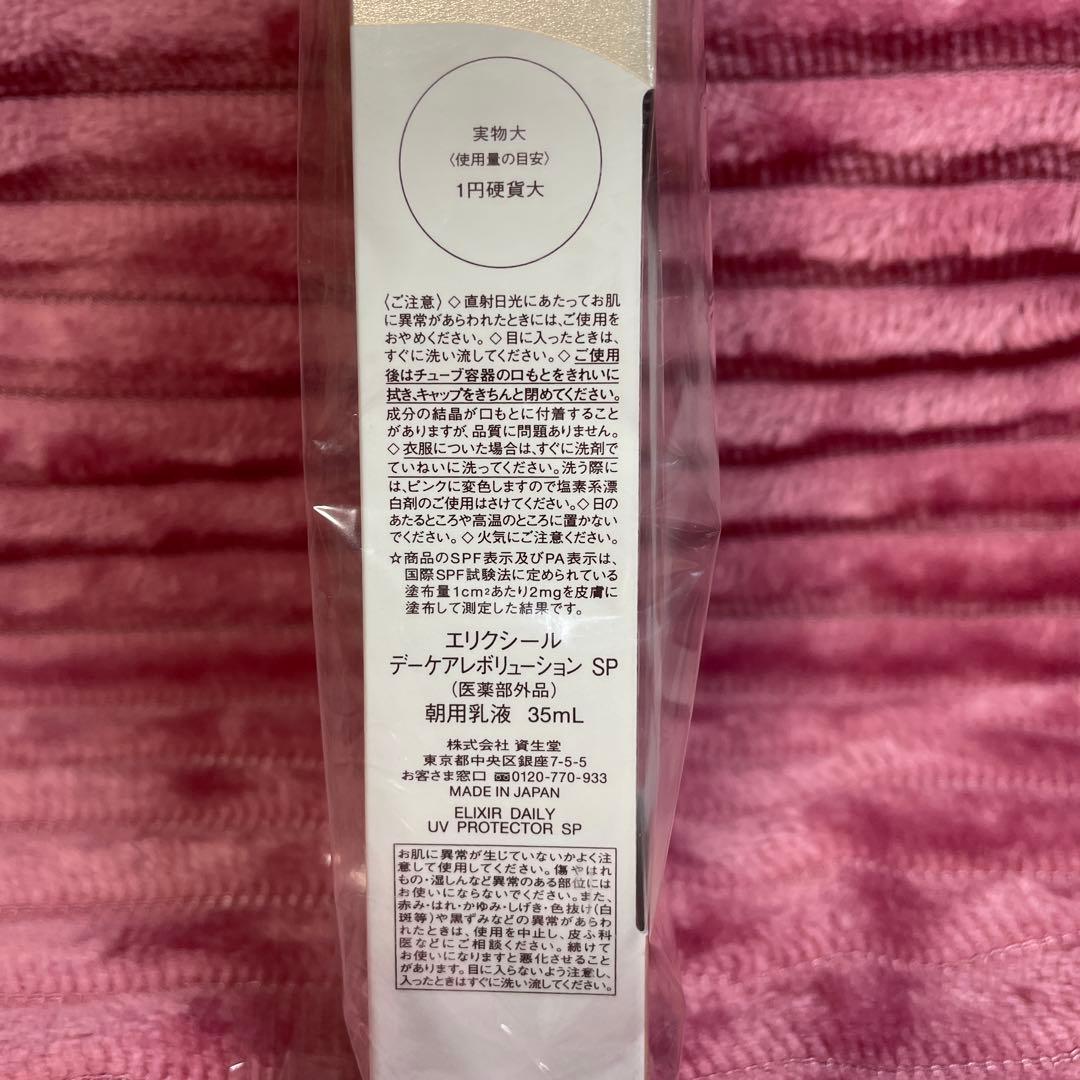 実物大
〈使用量の目安〉
1円硬貨大
〈ご注意〉◇直射日光にあたってお肌
に異常があらわれたときには、ご使用を
おやめください。◇目に入ったときは、
すぐに洗い流してください。◇ご使用
後はチューブ容器の口もとをきれいに
拭き、キャップをきちんと閉めてください。
成分の結晶が口もとに付着すること
がありますが、品質に問題ありません。
◇衣服についた場合は、すぐに洗剤で
ていねいに洗ってください。洗う際に
は、ピンクに変色しますので塩素系漂
白剤のご使用はさけてください。◇日の
あたるところや高温のところに置かない
でください。◇火気にご注意ください。
☆商品のSPF表示及びPA表示は、
国際SPF試験法に定められている
塗布量1cm²あたり2mgを皮膚に
塗布して測定した結果です。
エリクシール
デーケアレボリューション SP
(医薬部外品)
朝用乳液 35mL
株式会社 資生堂
東京都中央区銀座7-5-5
お客さま窓口 0120-770-933
MADE IN JAPAN
ELIXIR DAILY
UV PROTECTOR SP
お肌に異常が生じていないかよく注
意して使用してください。傷やはれ
もの・湿しんなど異常のある部位には
お使いにならないでください。また、
赤み・はれ・かゆみ・しげき・色抜け(白
斑等)や黒ずみなどの異常があらわ
れたときは、使用を中止し、皮ふ科
医などにご相談ください。続けて
お使いになりますと悪化させること
があります。目に入らないよう注意し、
入ったときはすぐに洗い流してください。